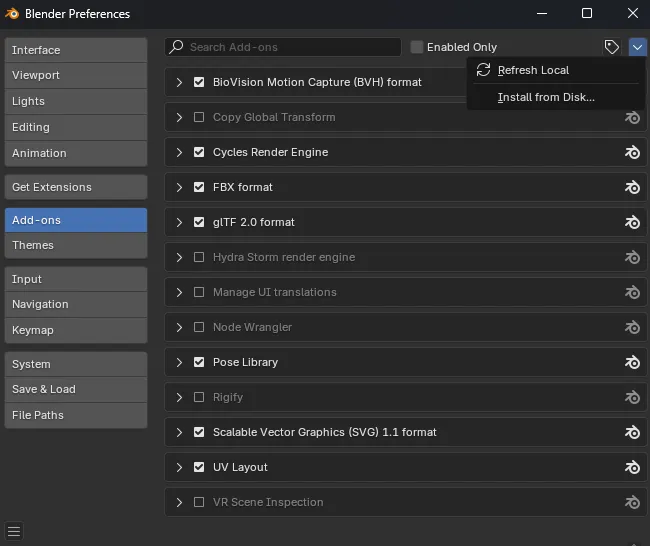 Blender Preferences
Interface
Viewport
Lights
Editing
Animation
Get Extensions
Add-ons
Themes
Input
Navigation
Keymap
System
Save & Load
File Paths
Search Add-ons
Enabled Only
Refresh Local
Install from Disk...
BioVision Motion Capture (BVH) format
Copy Global Transform
Cycles Render Engine
FBX format
glTF 2.0 format
Hydra Storm render engine
Manage UI translations
Node Wrangler
Pose Library
Rigify
Scalable Vector Graphics (SVG) 1.1 format
UV Layout
VR Scene Inspection